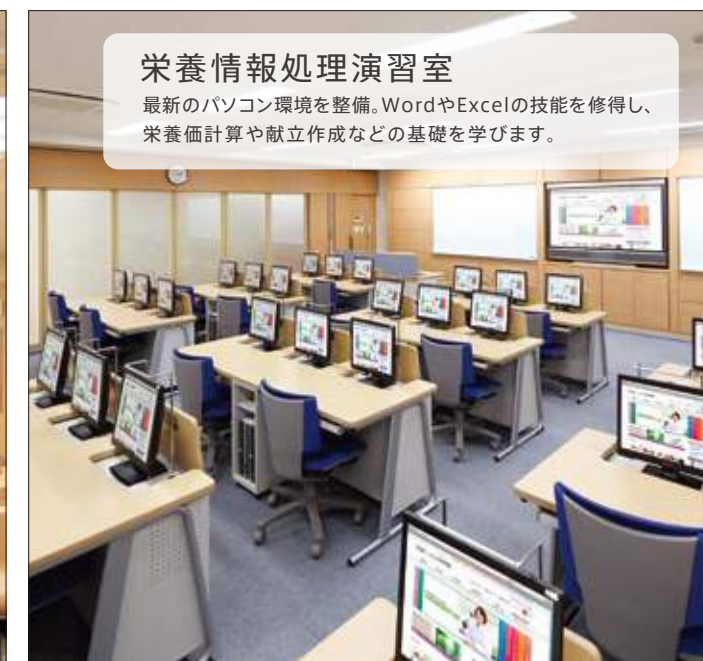 栄養情報処理演習室
最新のパソコン環境を整備。WordやExcelの技能を修得し、
栄養価計算や献立作成などの基礎を学びます。